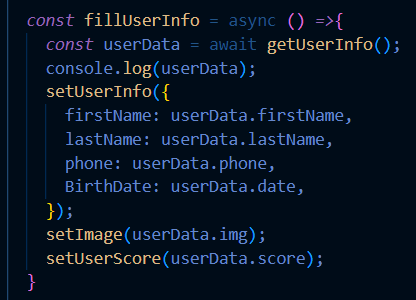 const fillUserInfo = async () =>{
const userData = await getUserInfo();
console.log(userData);
setUserInfo({
firstName: userData.firstName,
lastName: userData.lastName,
phone: userData.phone,
BirthDate: userData.date,
});
setImage(userData.img);
setUserScore(userData.score);
}